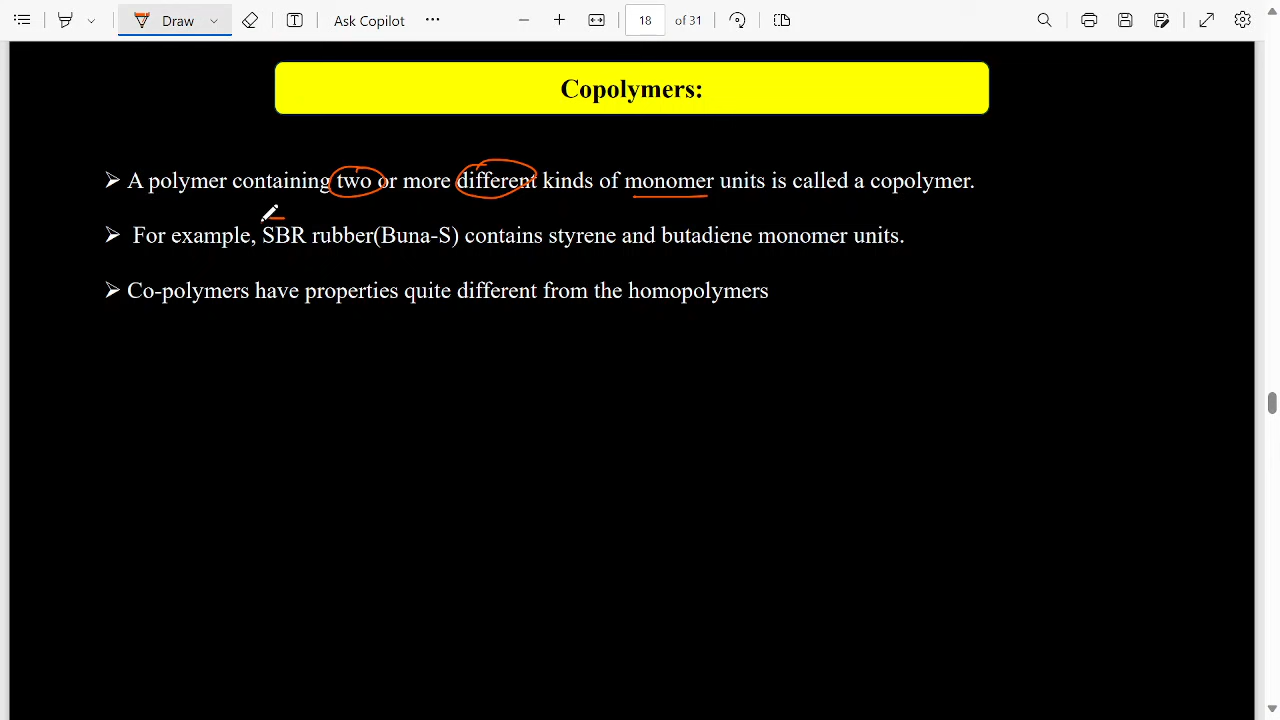 Draw
Ask Copilot
18 of 31
Copolymers:
➢ A polymer containing two or more different kinds of monomer units is called a copolymer.
➢ For example, SBR rubber(Buna-S) contains styrene and butadiene monomer units.
➢ Co-polymers have properties quite different from the homopolymers